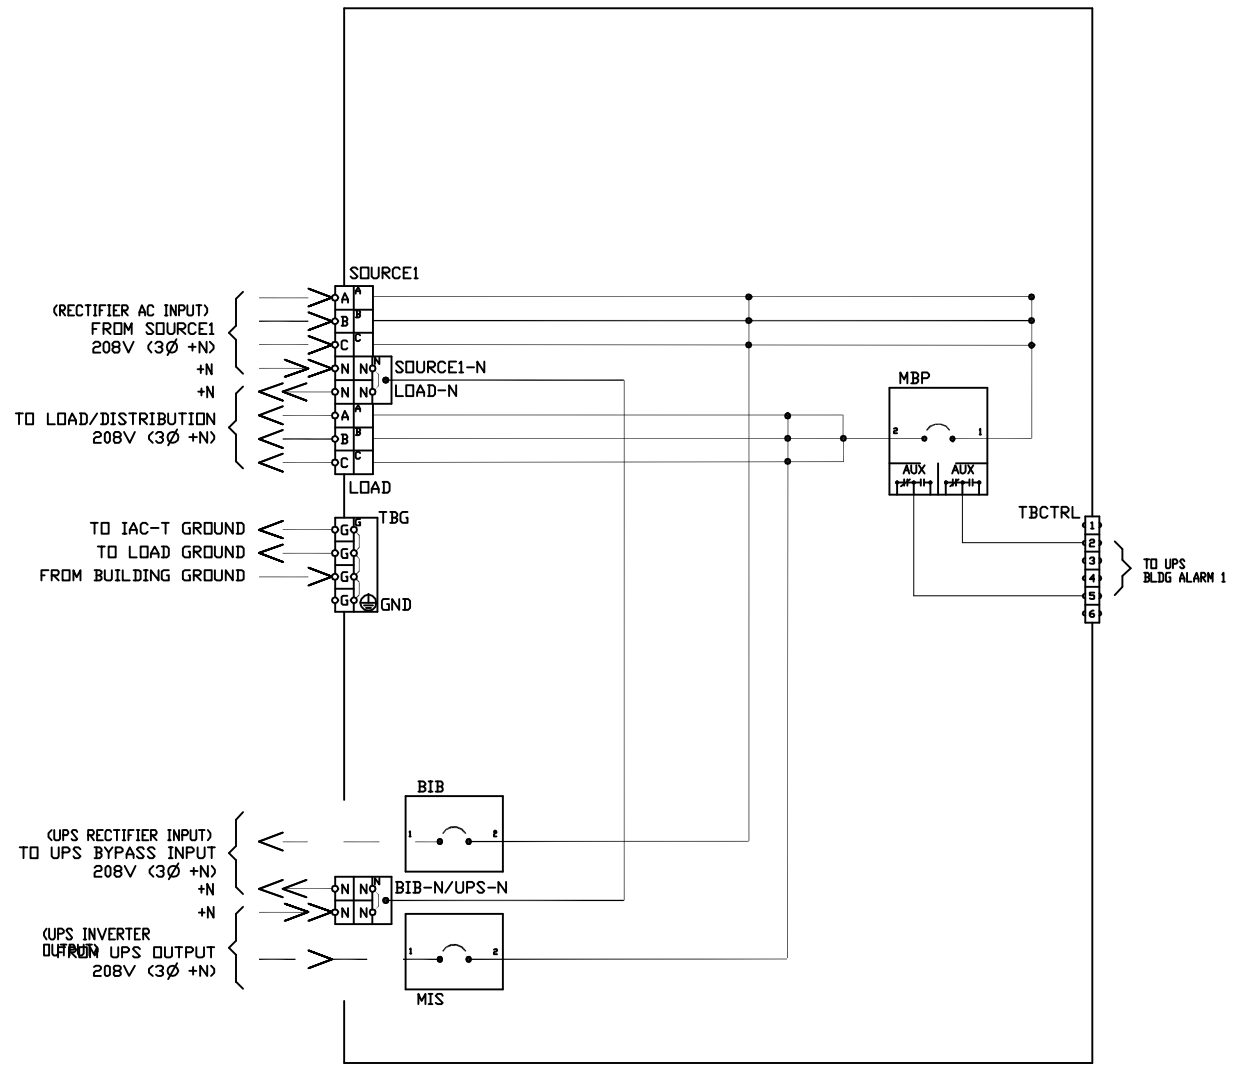 SOURCE1
(RECTIFIER AC INPUT)
FROM SOURCE1
208V (3Ø +N)
+N
A A
B B
C C
N N N
SOURCE1-N
+N
N N
LOAD-N
TO LOAD/DISTRIBUTION
208V (3Ø +N)
A A
B B
C C
LOAD
MBP
2 1
AUX AUX
TBG
TO IAC-T GROUND
G G
TO LOAD GROUND
G
FROM BUILDING GROUND
G
G
GND
TBCTRL
1
2
3
4
5
6
TO UPS
BLDG ALARM 1
BIB
1 2
(UPS RECTIFIER INPUT)
TO UPS BYPASS INPUT
208V (3Ø +N)
+N
N N N
BIB-N/UPS-N
+N
N N
(UPS INVERTER
OUTPUT)
FROM UPS OUTPUT
208V (3Ø +N)
1 2
MIS